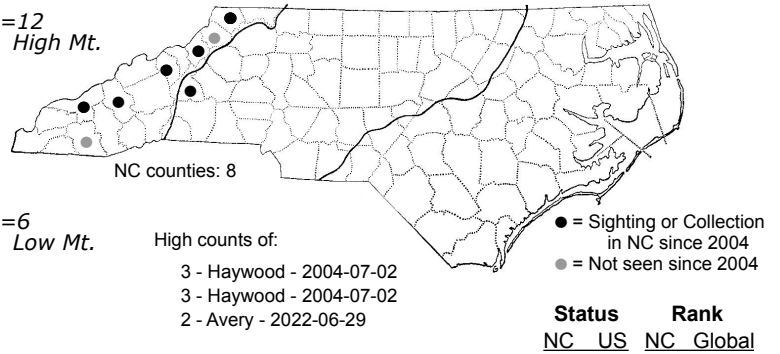 =12
High Mt.
NC counties: 8
=6
Low Mt.
High counts of:
3 - Haywood - 2004-07-02
3 - Haywood - 2004-07-02
2 - Avery - 2022-06-29
● = Sighting or Collection
in NC since 2004
● = Not seen since 2004
Status Rank
NC US NC Global